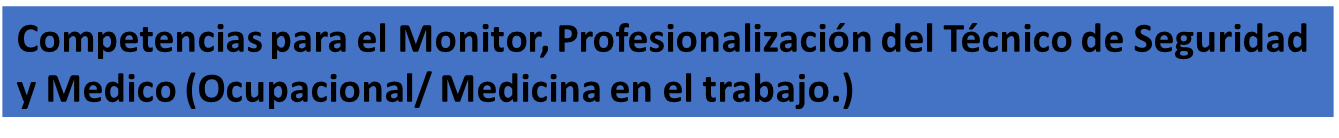 Competencias para el Monitor, Profesionalización del Técnico de Seguridad
y Medico (Ocupacional/ Medicina en el trabajo.)